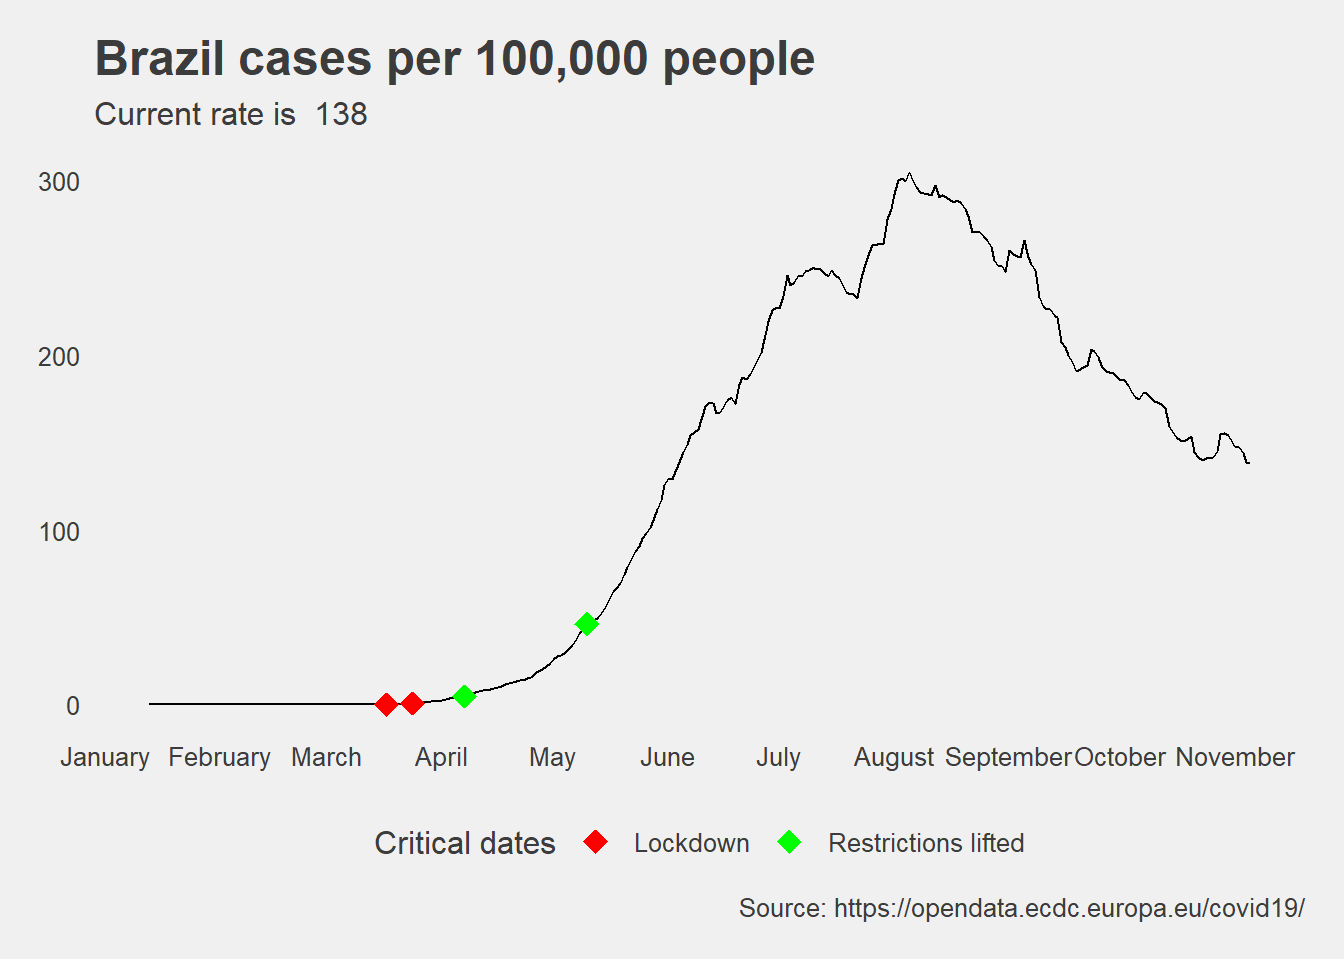 Brazil cases per 100,000 people
Current rate is  138
300
200
100
0
January February March April May June July August September October November
Critical dates Lockdown Restrictions lifted
Source: https://opendata.ecdc.europa.eu/covid19/